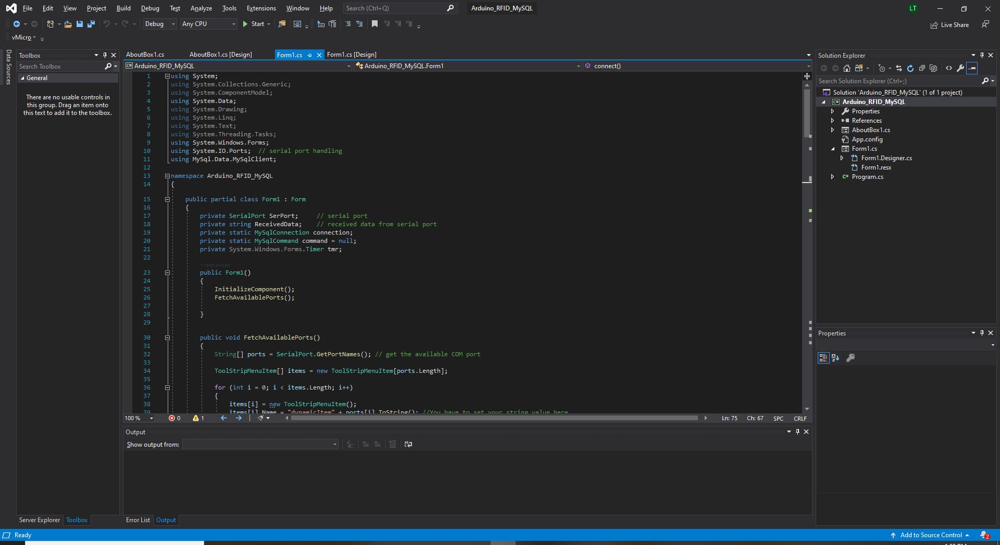 File Edit View Project Build Debug Test Analyze Tools Extensions Window Help Search (Ctrl+Q) Arduino_RFID_MySQL LT
Debug Any CPU Start Live Share
vMicro
Data Sources
Toolbox
Search Toolbox
General
There are no usable controls in
this group. Drag an item onto
this text to add it to the toolbox.
Server Explorer Toolbox
AboutBox1.cs AboutBox1.cs [Design] Form1.cs Form1.cs [Design]
C# Arduino_RFID_MySQL Arduino_RFID_MySQL.Form1 connect()
1 using System;
2 using System.Collections.Generic;
3 using System.ComponentModel;
4 using System.Data;
5 using System.Drawing;
6 using System.Linq;
7 using System.Text;
8 using System.Threading.Tasks;
9 using System.Windows.Forms;
10 using System.IO.Ports; // serial port handling
11 using MySql.Data.MySqlClient;
12
13 namespace Arduino_RFID_MySQL
14 {
15 public partial class Form1 : Form
16 {
17 private SerialPort SerPort; // serial port
18 private string ReceivedData; // received data from serial port
19 private static MySqlConnection connection;
20 private static MySqlCommand command = null;
21 private System.Windows.Forms.Timer tmr;
22
- references
23 public Form1()
24 {
25 InitializeComponent();
26 FetchAvailablePorts();
27
28 }
29
30 public void FetchAvailablePorts()
31 {
32 String[] ports = SerialPort.GetPortNames(); // get the available COM port
33
34 ToolStripMenuItem[] items = new ToolStripMenuItem[ports.Length];
35
36 for (int i = 0; i < items.Length; i++)
37 {
38 items[i] = new ToolStripMenuItem();
39 items[i].Name = "dynamicItem" + ports[i].ToString(); //You have to set your string value here
100 % 0 1 Ln: 75 Ch: 67 SPC CRLF
Output
Show output from:
Error List Output
Solution Explorer
Search Solution Explorer (Ctrl+;)
Solution 'Arduino_RFID_MySQL' (1 of 1 project)
C# Arduino_RFID_MySQL
Properties
References
AboutBox1.cs
App.config
Form1.cs
Form1.Designer.cs
Form1.resx
C# Program.cs
Properties
Ready Add to Source Control 2